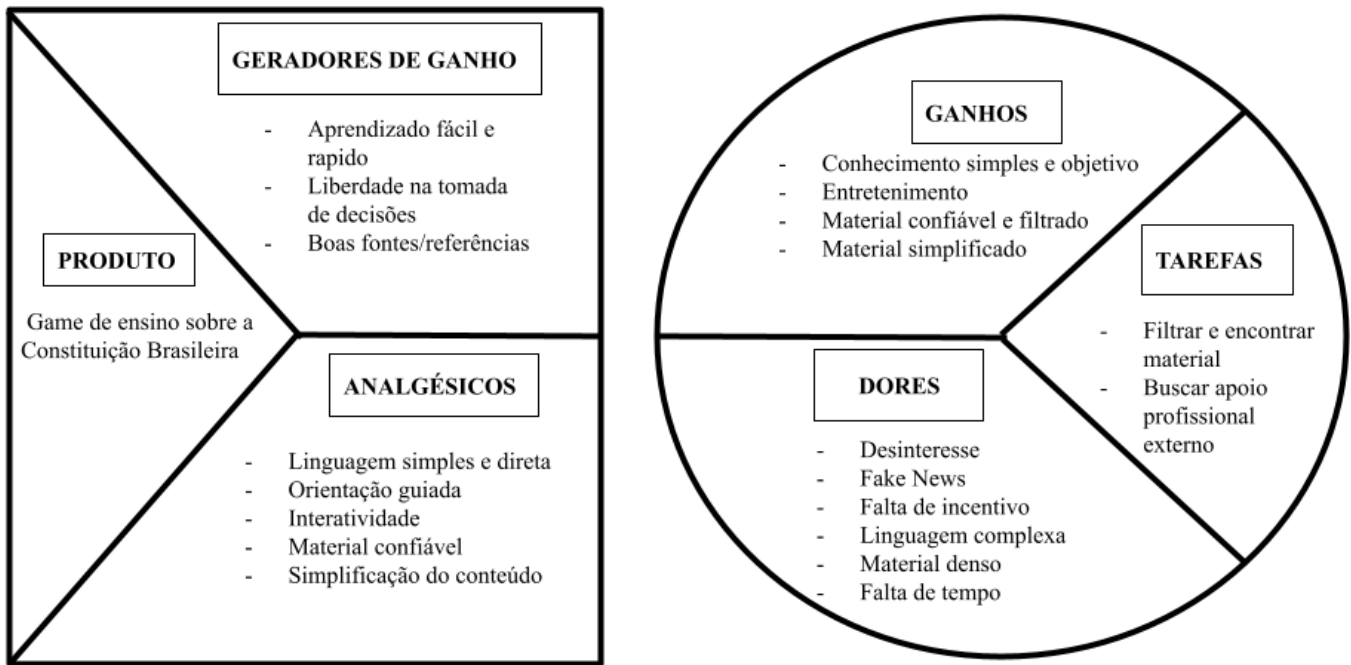 GERADORES DE GANHO
- Aprendizado fácil e
rapido
- Liberdade na tomada
de decisões
- Boas fontes/referências
PRODUTO
Game de ensino sobre a
Constituição Brasileira
ANALGÉSICOS
- Linguagem simples e direta
- Orientação guiada
- Interatividade
- Material confiável
- Simplificação do conteúdo
GANHOS
- Conhecimento simples e objetivo
- Entretenimento
- Material confiável e filtrado
- Material simplificado
TAREFAS
- Filtrar e encontrar
material
- Buscar apoio
profissional
externo
DORES
- Desinteresse
- Fake News
- Falta de incentivo
- Linguagem complexa
- Material denso
- Falta de tempo